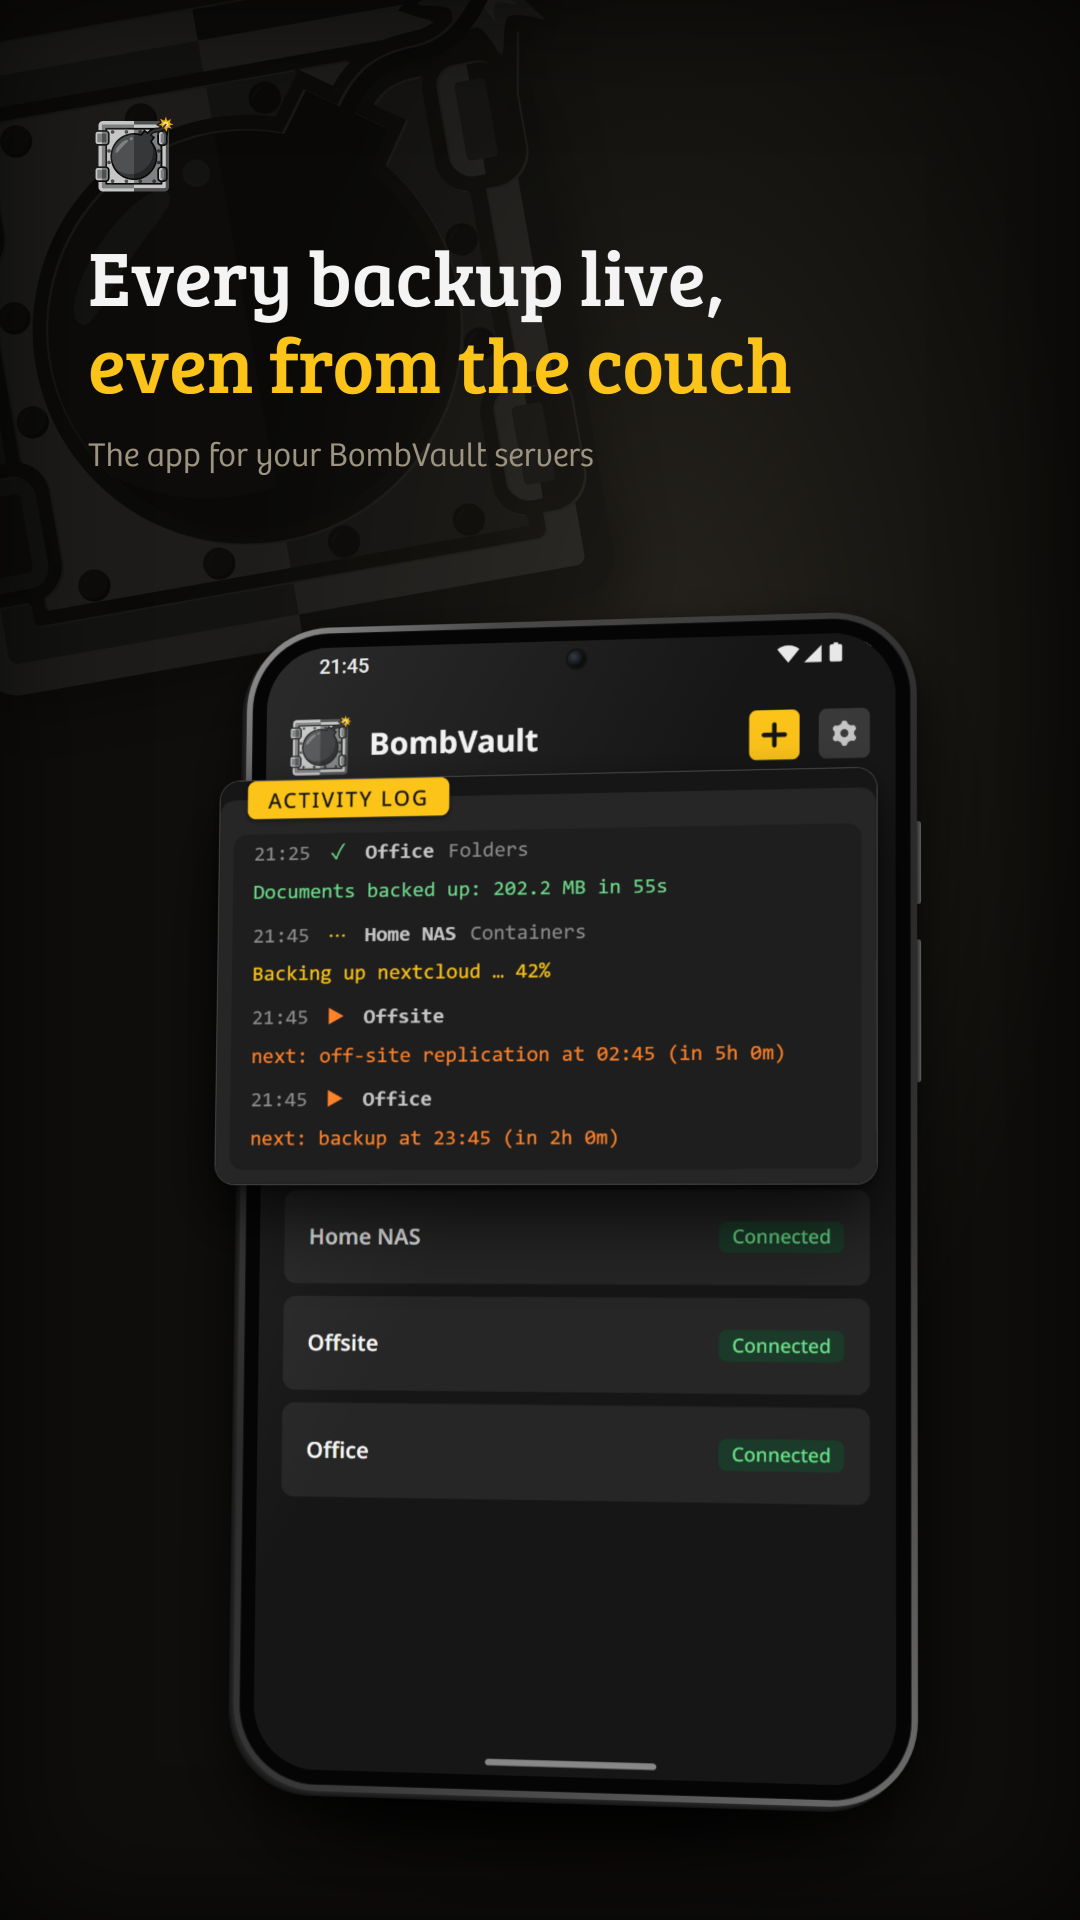 Every backup live,
even from the couch
The app for your BombVault servers
21:45
BombVault
ACTIVITY LOG
21:25 ✓ Office Folders
Documents backed up: 202.2 MB in 55s
21:45 ··· Home NAS Containers
Backing up nextcloud … 42%
21:45 ▶ Offsite
next: off-site replication at 02:45 (in 5h 0m)
21:45 ▶ Office
next: backup at 23:45 (in 2h 0m)
Home NAS Connected
Offsite Connected
Office Connected